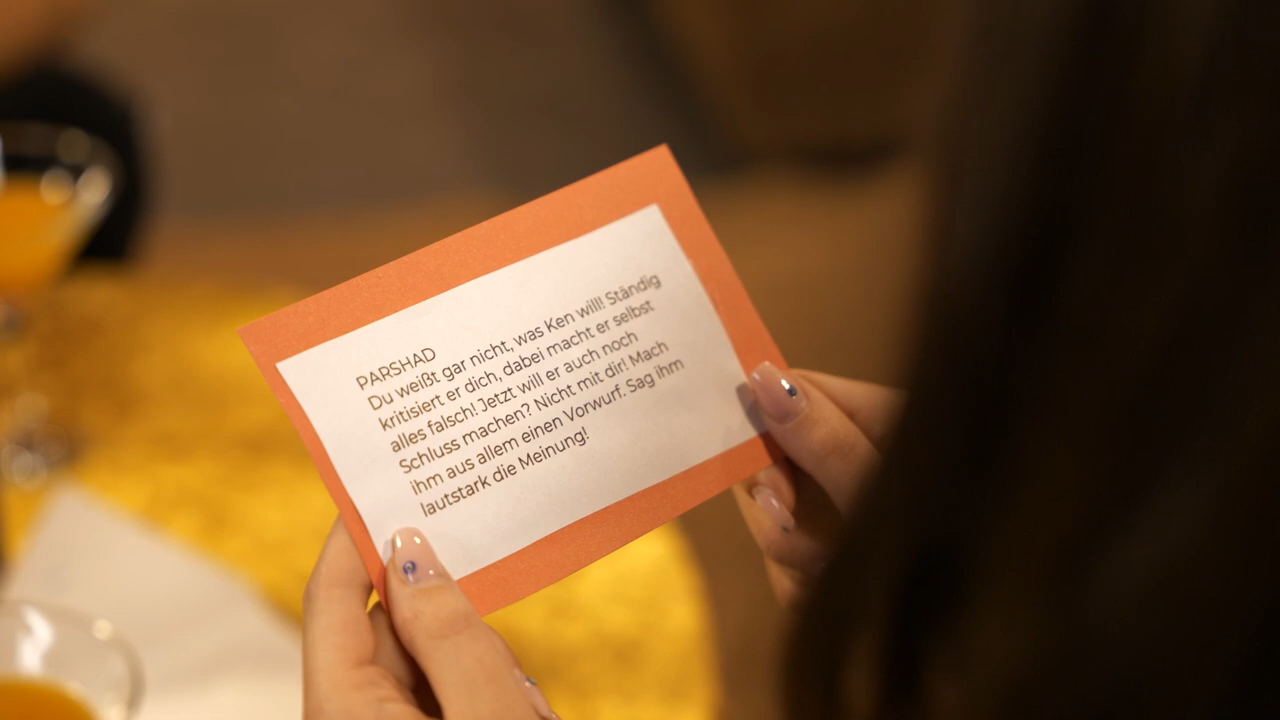 PARSHAD
Du weißt gar nicht, was Ken will! Ständig
kritisiert er dich, dabei macht er selbst
alles falsch! Jetzt will er auch noch
Schluss machen? Nicht mit dir! Mach
ihm aus allem einen Vorwurf. Sag ihm
lautstark die Meinung!